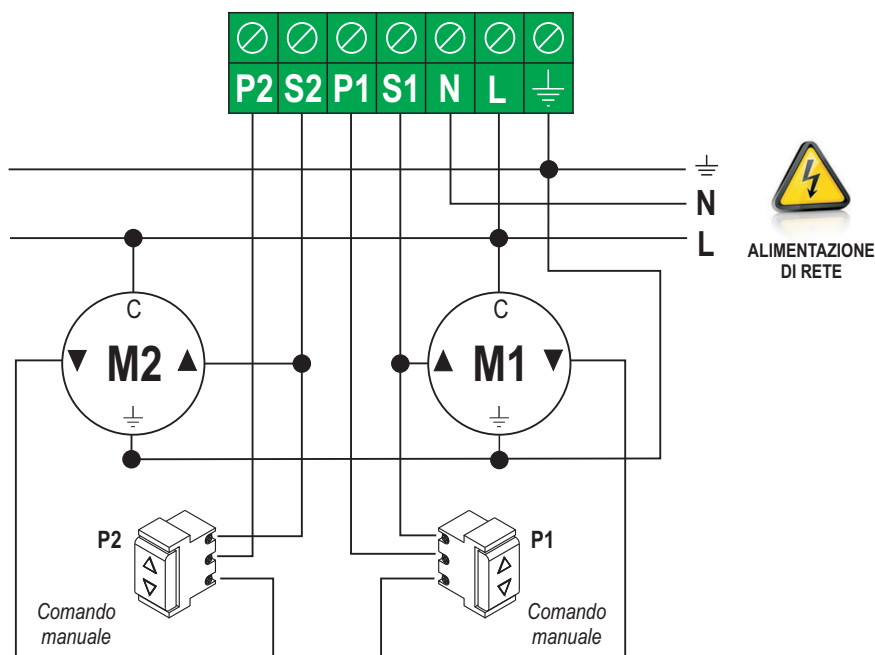 P2 S2 P1 S1 N L
N
L
ALIMENTAZIONE
DI RETE
C
C
M2
M1
P2
P1
Comando
manuale
Comando
manuale